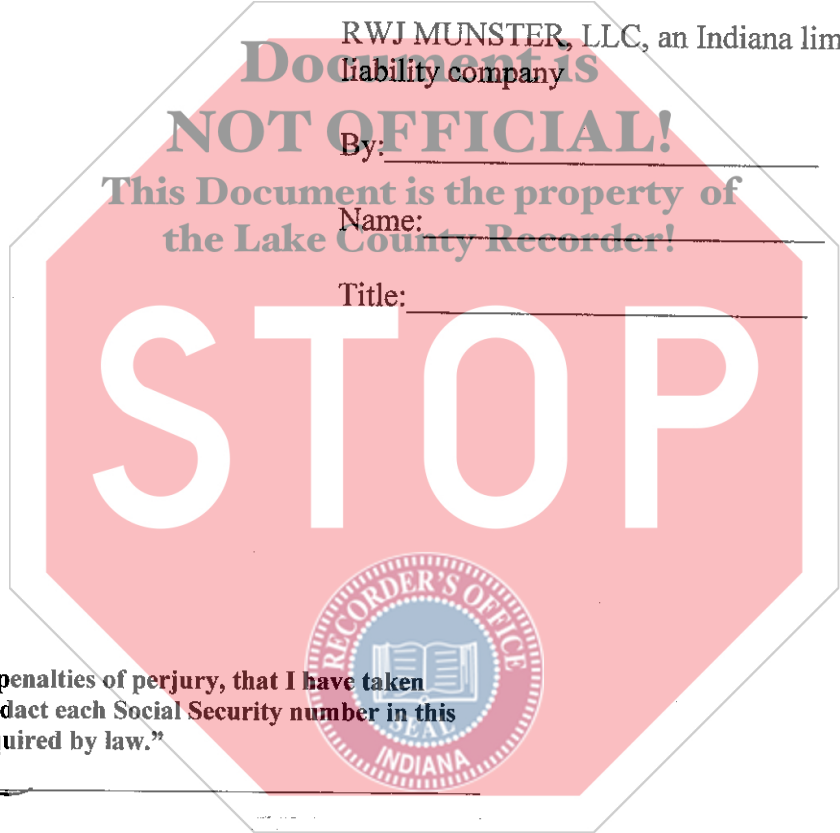 RWJ MUNSTER, LLC, an Indiana lim
liability company
Document is
NOT OFFICIAL!
By:
This Document is the property of
Name:
the Lake County Recorder!
Title:
STOP
RECORDER'S OFFICE
SEAL
INDIANA
penalties of perjury, that I have taken
dact each Social Security number in this
uired by law.”